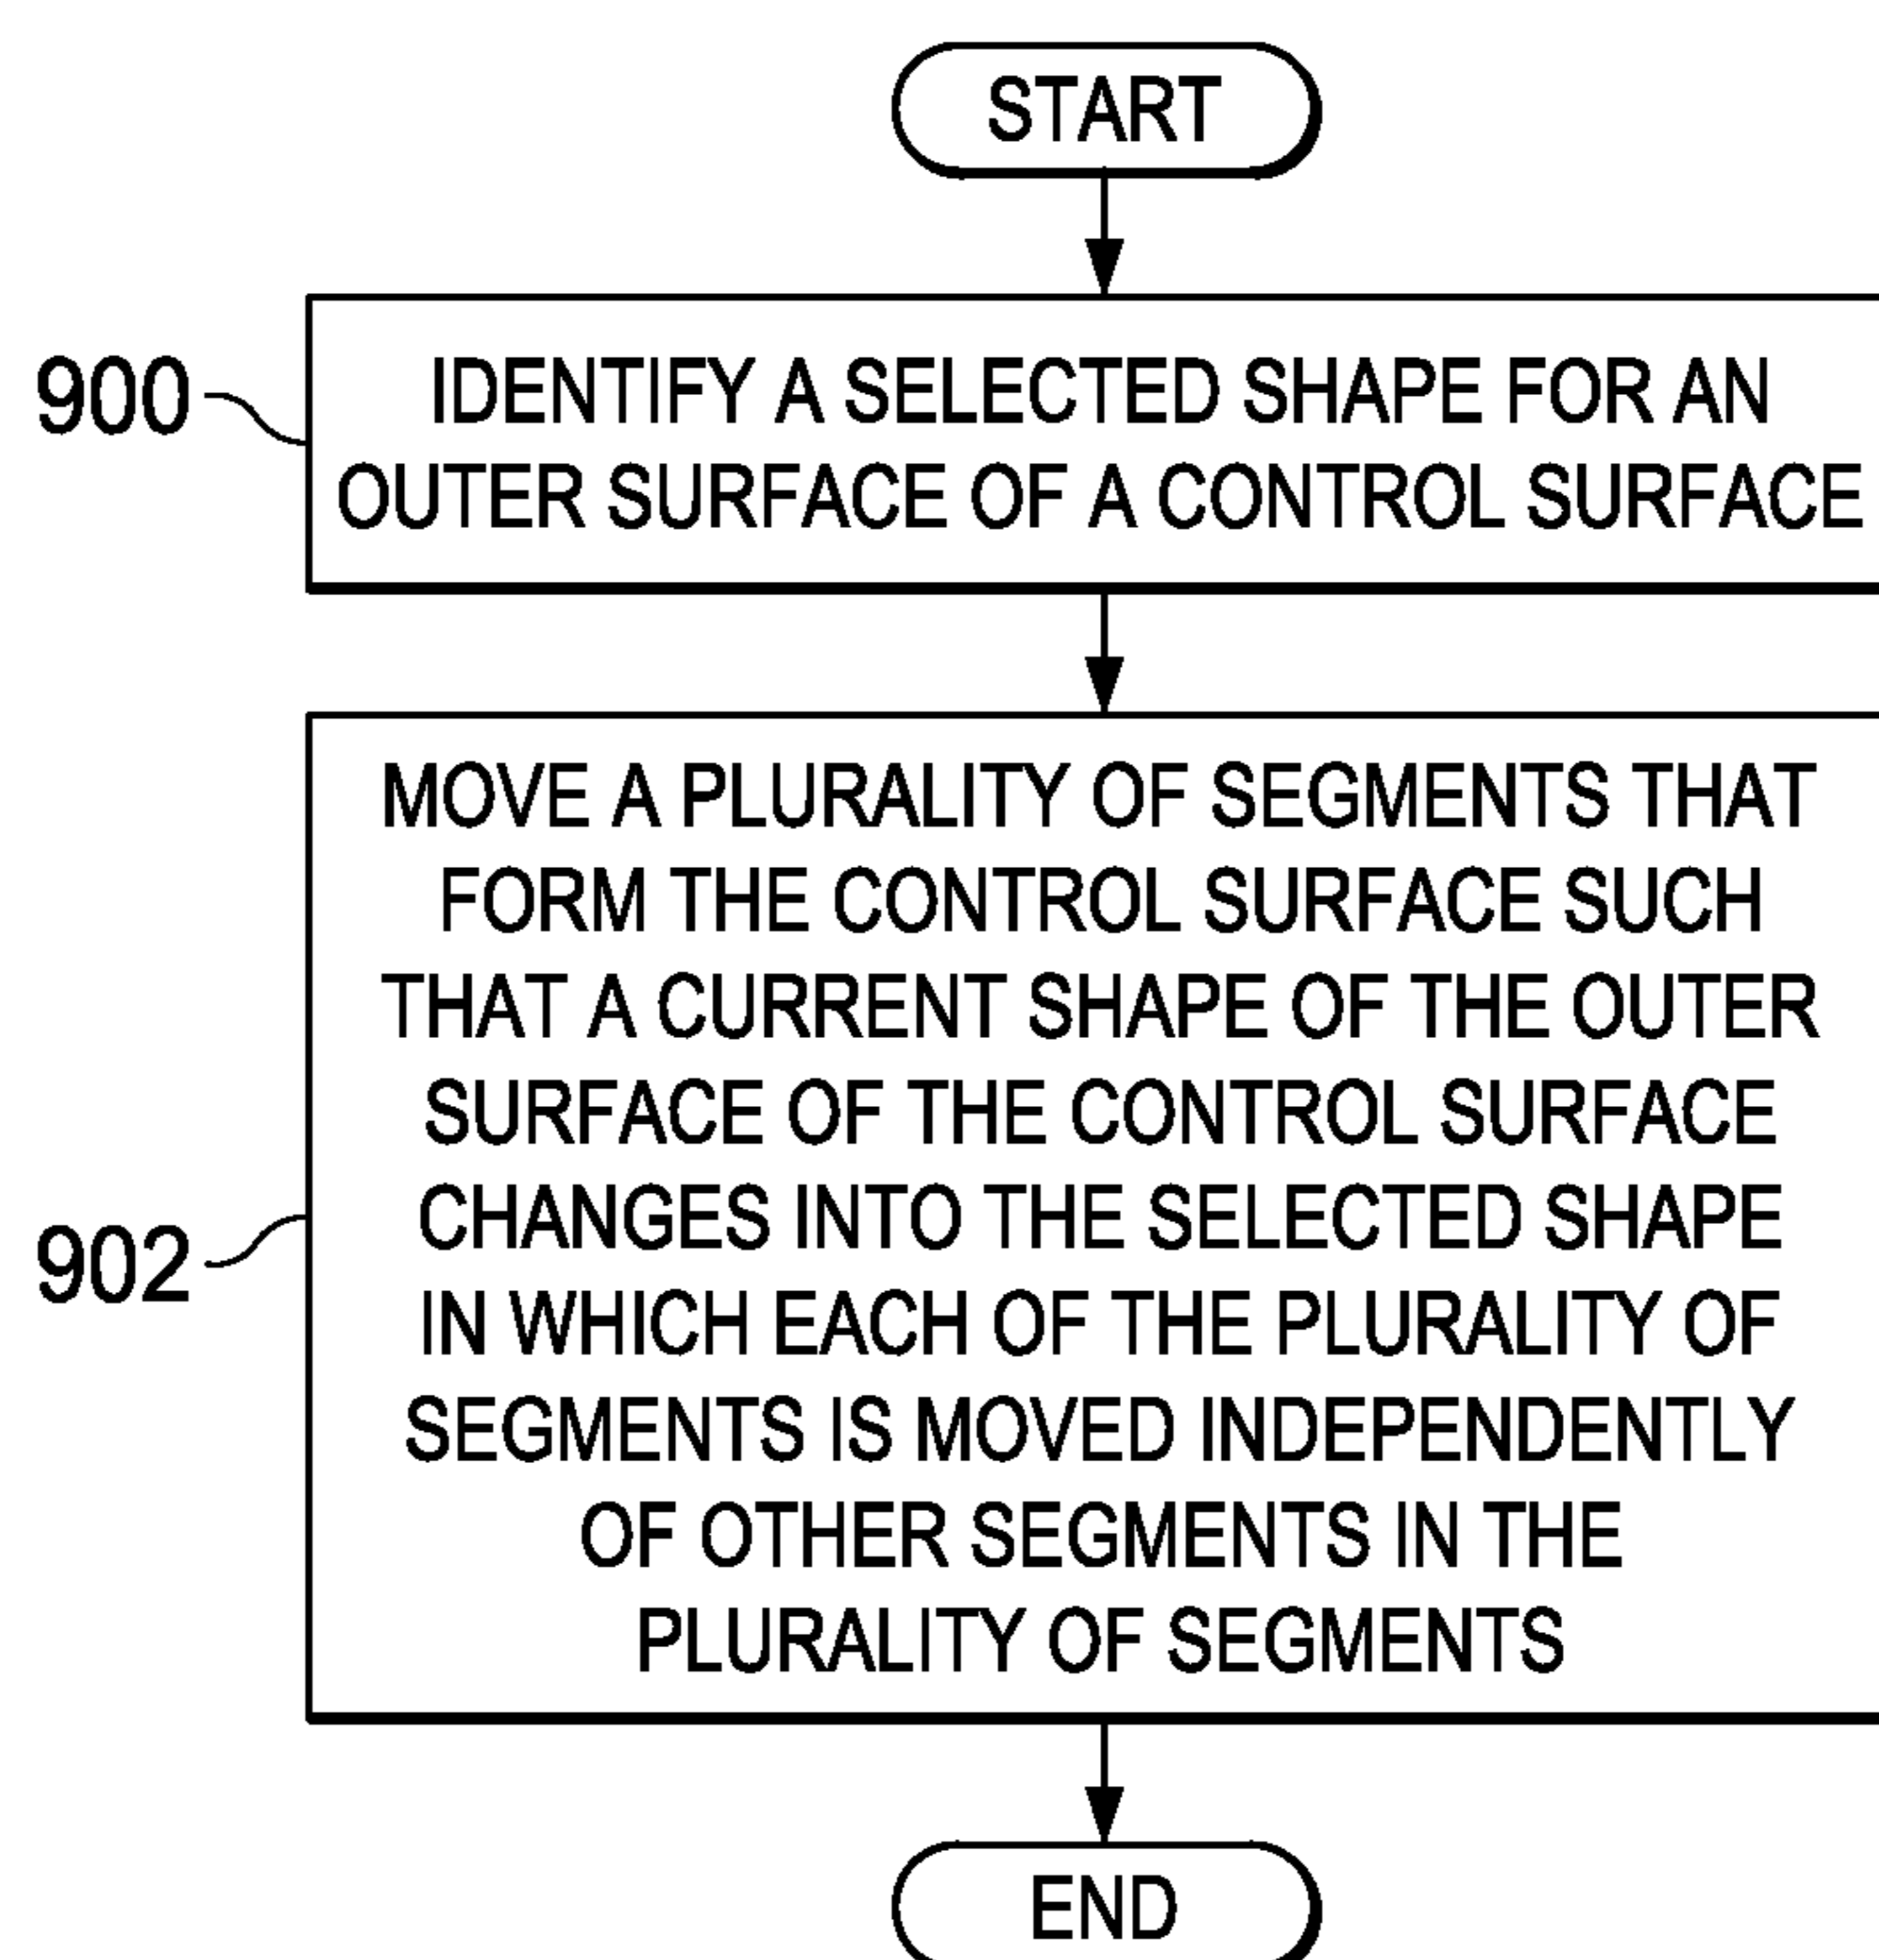 START
900
IDENTIFY A SELECTED SHAPE FOR AN
OUTER SURFACE OF A CONTROL SURFACE
902
MOVE A PLURALITY OF SEGMENTS THAT
FORM THE CONTROL SURFACE SUCH
THAT A CURRENT SHAPE OF THE OUTER
SURFACE OF THE CONTROL SURFACE
CHANGES INTO THE SELECTED SHAPE
IN WHICH EACH OF THE PLURALITY OF
SEGMENTS IS MOVED INDEPENDENTLY
OF OTHER SEGMENTS IN THE
PLURALITY OF SEGMENTS
END